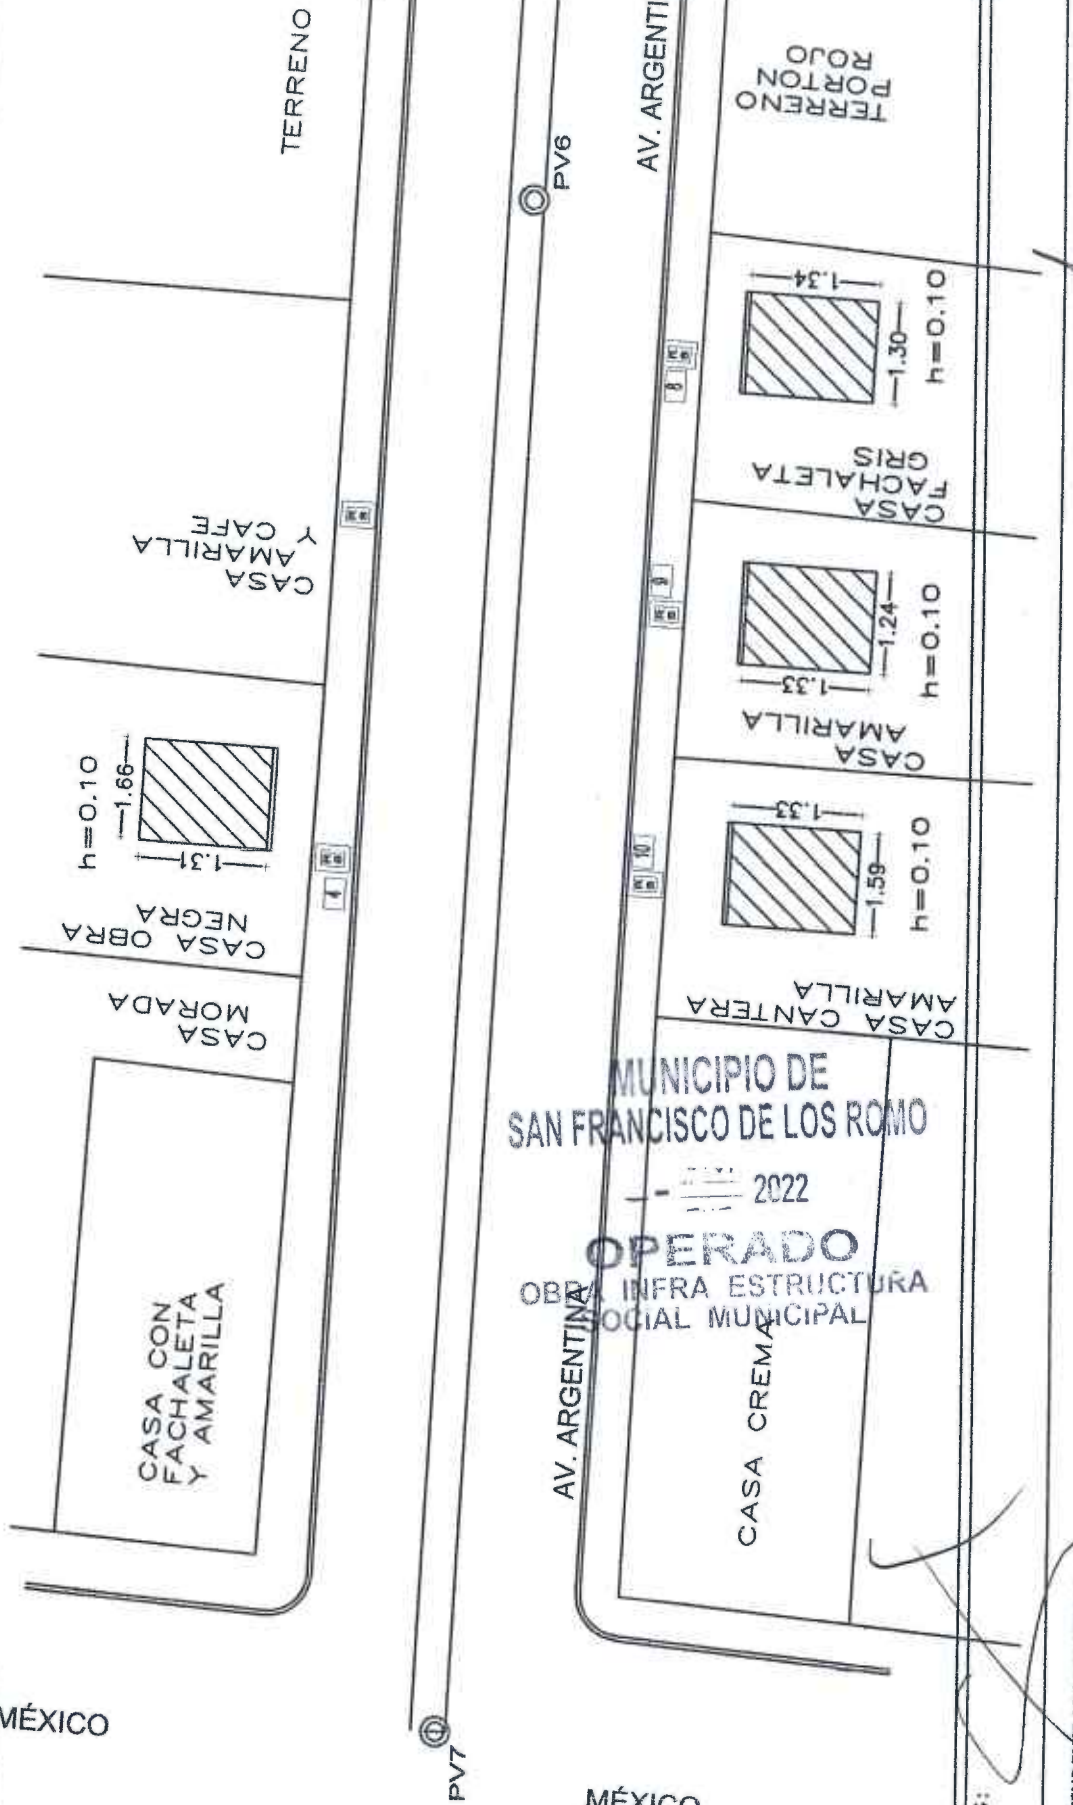 TERRENO
AV. ARGENTI
TERRENO
PORTON
ROJO
PV6
1.34
1.30
h=0.10
8
CASA
FACHALETA
GRIS
CASA
AMARILLA
Y CAFE
9
1.33
1.24
h=0.10
CASA
AMARILLA
h=0.10
1.66
1.31
4
CASA OBRA
NEGRA
10
1.33
1.59
h=0.10
CASA CANTERA
AMARILLA
CASA
MORADA
MUNICIPIO DE
SAN FRANCISCO DE LOS ROMO
2022
OPERADO
OBRA INFRA ESTRUCTURA
SOCIAL MUNICIPAL
CASA CON
FACHALETA
Y AMARILLA
AV. ARGENTINA
CASA CREMA
MÉXICO
PV7
MÉXICO